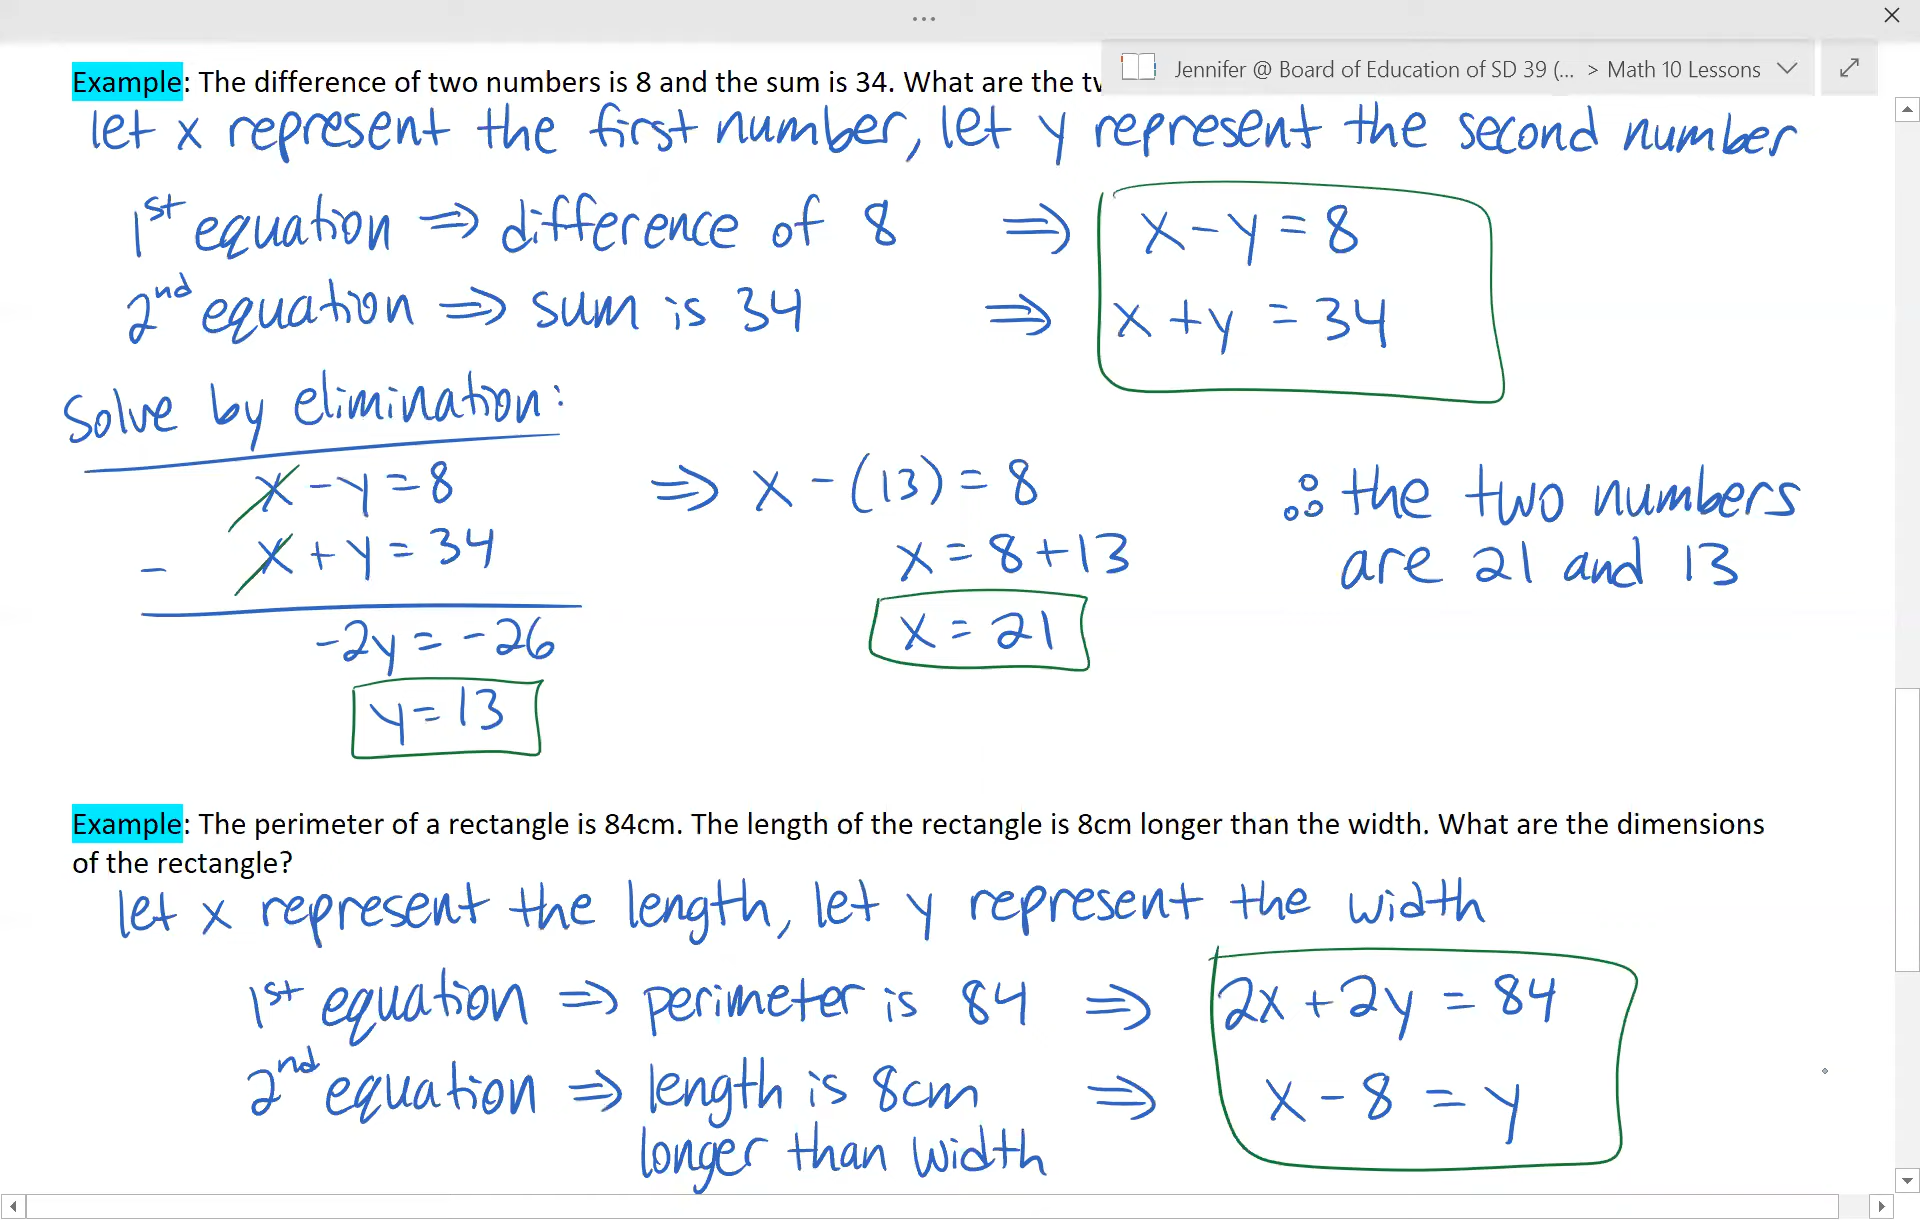 ...
Jennifer @ Board of Education of SD 39 (... > Math 10 Lessons
Example: The difference of two numbers is 8 and the sum is 34. What are the tw
let x represent the first number, let y represent the second number
1st equation ⇒ difference of 8 ⇒ x-y=8
2nd equation ⇒ sum is 34 ⇒ x+y=34
Solve by elimination:
x-y=8 ⇒ x-(13)=8 ∴ the two numbers
- x+y=34 x=8+13 are 21 and 13
-2y=-26 x=21
y=13
Example: The perimeter of a rectangle is 84cm. The length of the rectangle is 8cm longer than the width. What are the dimensions
of the rectangle?
let x represent the length, let y represent the width
1st equation ⇒ perimeter is 84 ⇒ 2x+2y=84
2nd equation ⇒ length is 8cm ⇒ x-8=y
longer than width